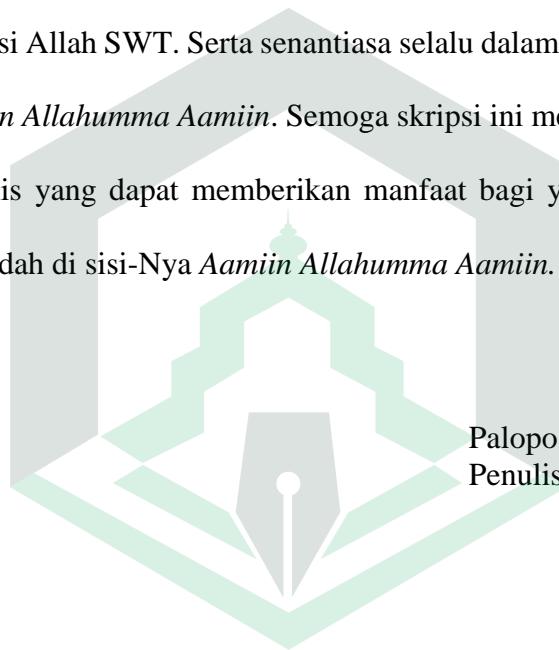 si Allah SWT. Serta senantiasa selalu dalam
n Allahumma Aamiin. Semoga skripsi ini me
is yang dapat memberikan manfaat bagi y
dah di sisi-Nya Aamiin Allahumma Aamiin.
Palopo
Penulis